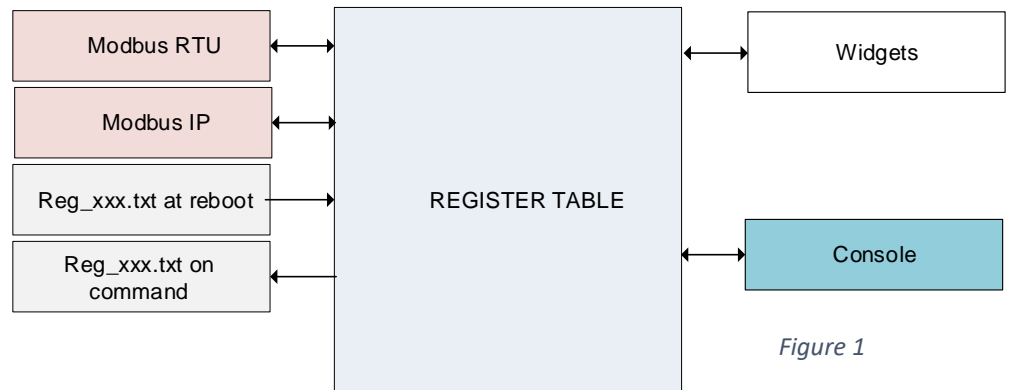 Modbus RTU
Modbus IP
Reg_xxx.txt at reboot
Reg_xxx.txt on
command
REGISTER TABLE
Widgets
Console
Figure 1